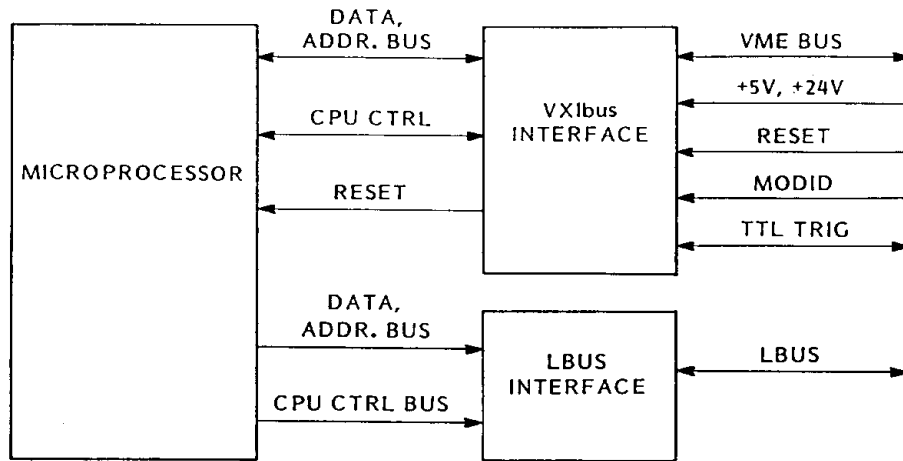 DATA,
ADDR. BUS
VME BUS
+5V, +24V
VXIbus
INTERFACE
CPU CTRL
RESET
MICROPROCESSOR
MODID
RESET
TTL TRIG
DATA,
ADDR. BUS
LBUS
INTERFACE
LBUS
CPU CTRL BUS